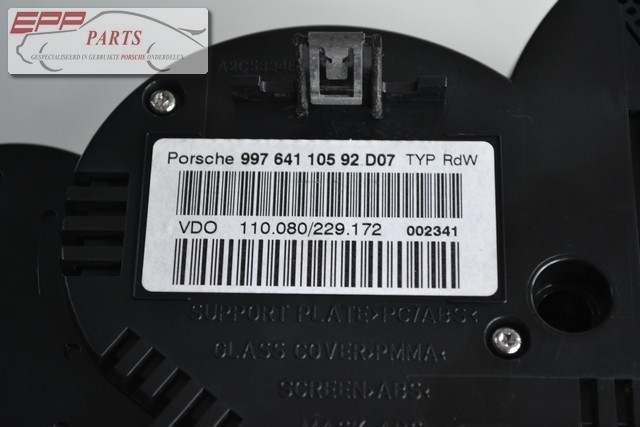 EPP PARTS
GESPECIALISEERD IN GEBRUIKTE PORSCHE ONDERDELEN
Porsche 997 641 105 92 D07 TYP RdW
VDO 110.080/229.172 002341
SUPPORT PLATE>PC/ABS<
GLASS COVER>PMMA<
SCREEN>ABS<